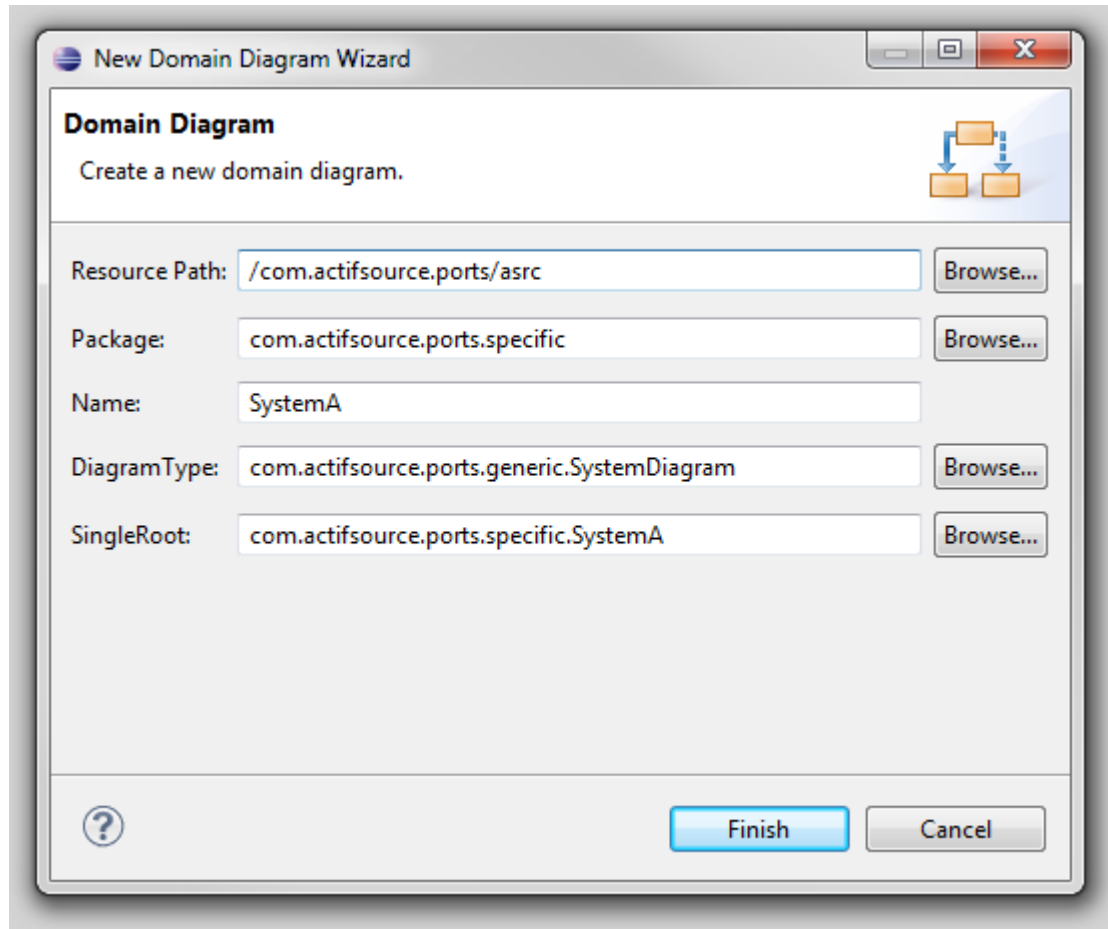 New Domain Diagram Wizard
Domain Diagram
Create a new domain diagram.
Resource Path: /com.actifsource.ports/asrc Browse...
Package: com.actifsource.ports.specific Browse...
Name: SystemA
DiagramType: com.actifsource.ports.generic.SystemDiagram Browse...
SingleRoot: com.actifsource.ports.specific.SystemA Browse...
? Finish Cancel